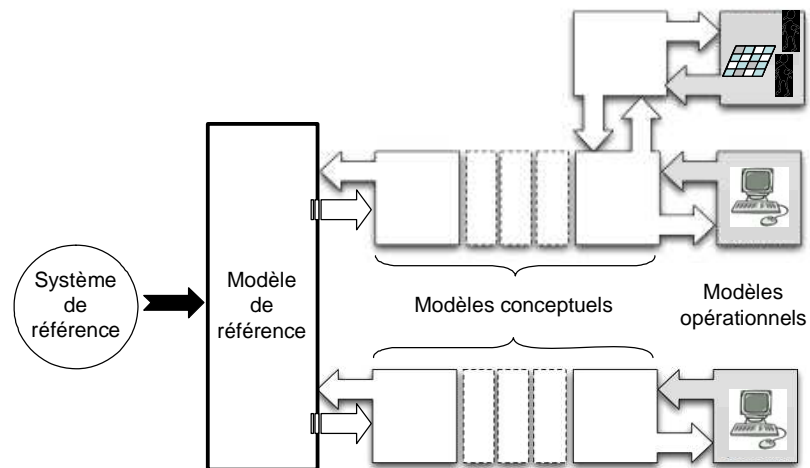 Système
de
référence
Modèle
de
référence
Modèles conceptuels
Modèles
opérationnels